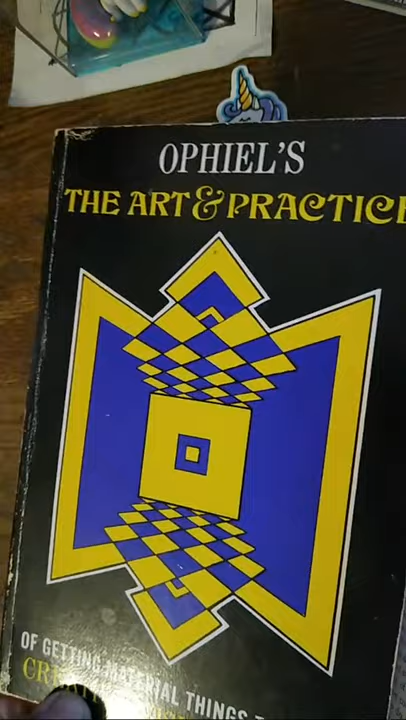 OPHIEL'S
THE ART & PRACTICE
OF GETTING MATERIAL THINGS